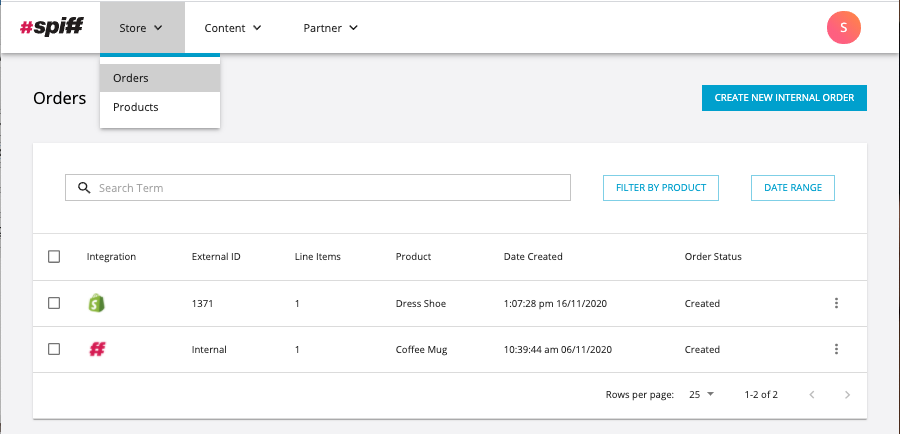 #spiff Store Content Partner S
Orders
Products
Orders CREATE NEW INTERNAL ORDER
Search Term FILTER BY PRODUCT DATE RANGE
Integration External ID Line Items Product Date Created Order Status
1371 1 Dress Shoe 1:07:28 pm 16/11/2020 Created
Internal 1 Coffee Mug 10:39:44 am 06/11/2020 Created
Rows per page: 25 1-2 of 2